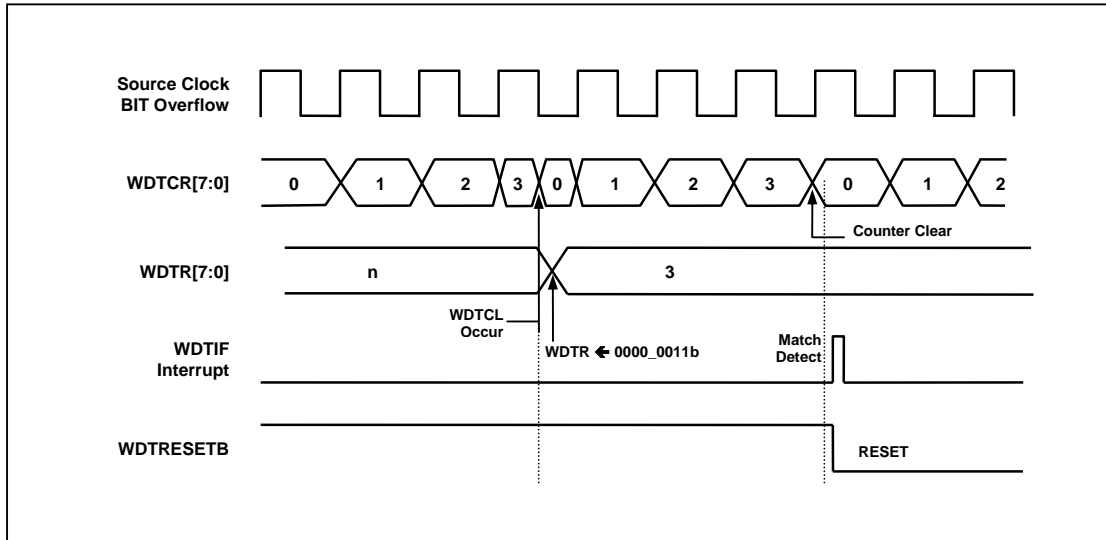 Source Clock
BIT Overflow
WDTCR[7:0]
0 1 2 3 0 1 2 3 0 1 2
Counter Clear
WDTR[7:0]
n 3
WDTCL
Occur
WDTR 🡸 0000_0011b
Match
Detect
WDTIF
Interrupt
WDTRESETB
RESET